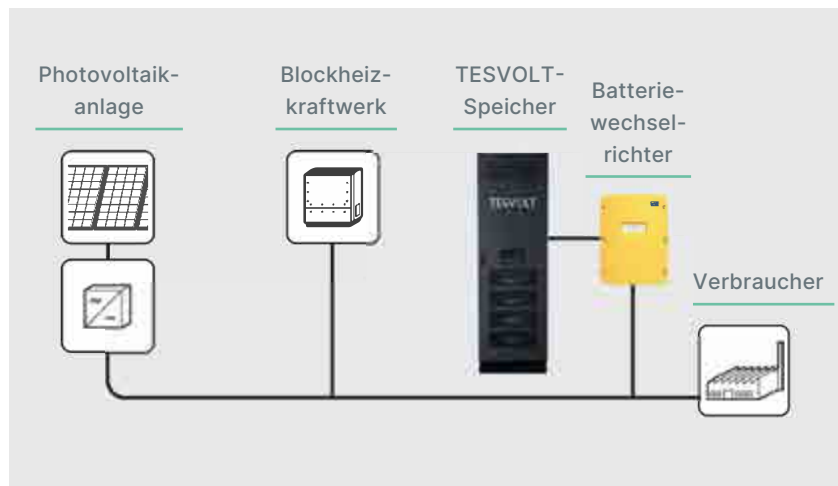 Photovoltaik-
anlage
Blockheiz-
kraftwerk
TESVOLT-
Speicher
Batterie-
wechsel-
richter
TESVOLT
Verbraucher